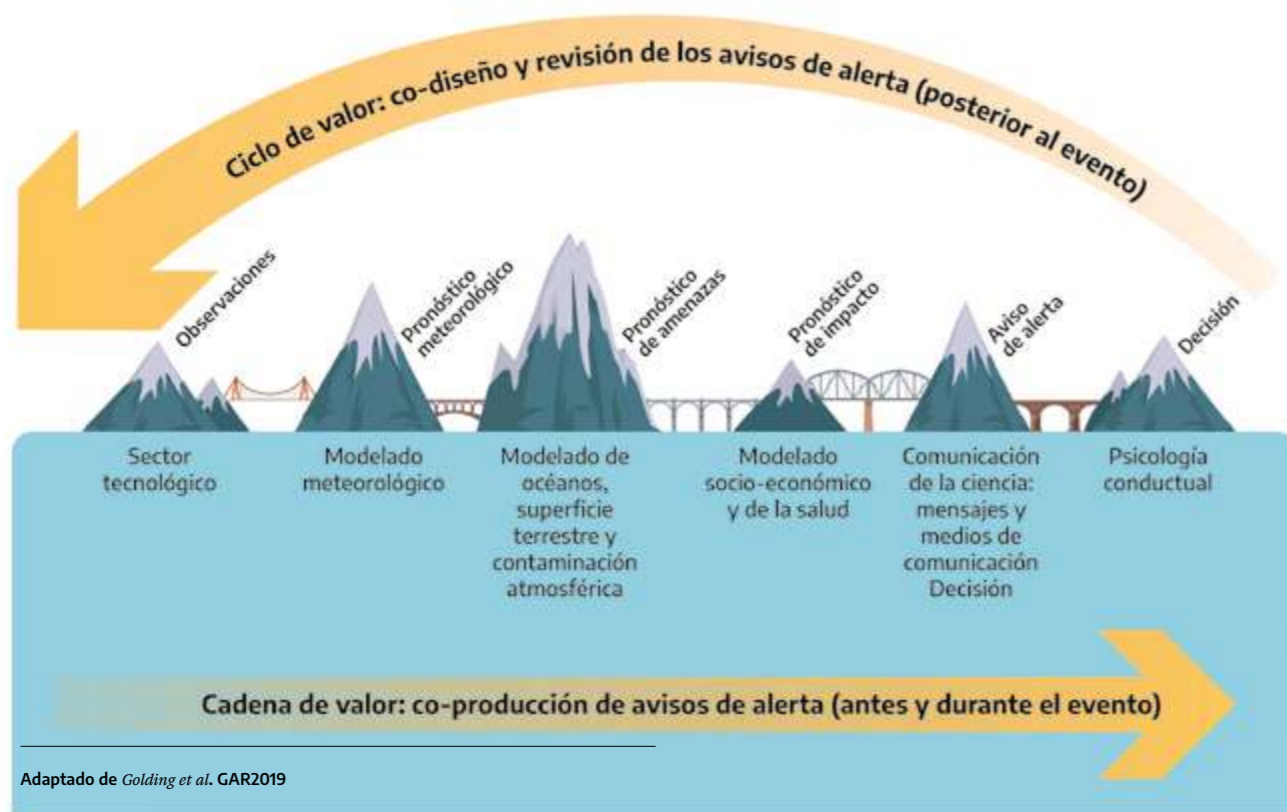 Ciclo de valor: co-diseño y revisión de los avisos de alerta (posterior al evento)
Observaciones
Pronóstico
meteorológico
Pronóstico
de amenazas
Pronóstico
de impacto
Aviso
de alerta
Decisión
Sector
tecnológico
Modelado
meteorológico
Modelado de
océanos,
superficie
terrestre y
contaminación
atmosférica
Modelado
socio-económico
y de la salud
Comunicación
de la ciencia:
mensajes y
medios de
comunicación
Decisión
Psicología
conductual
Cadena de valor: co-producción de avisos de alerta (antes y durante el evento)
Adaptado de Golding et al. GAR2019